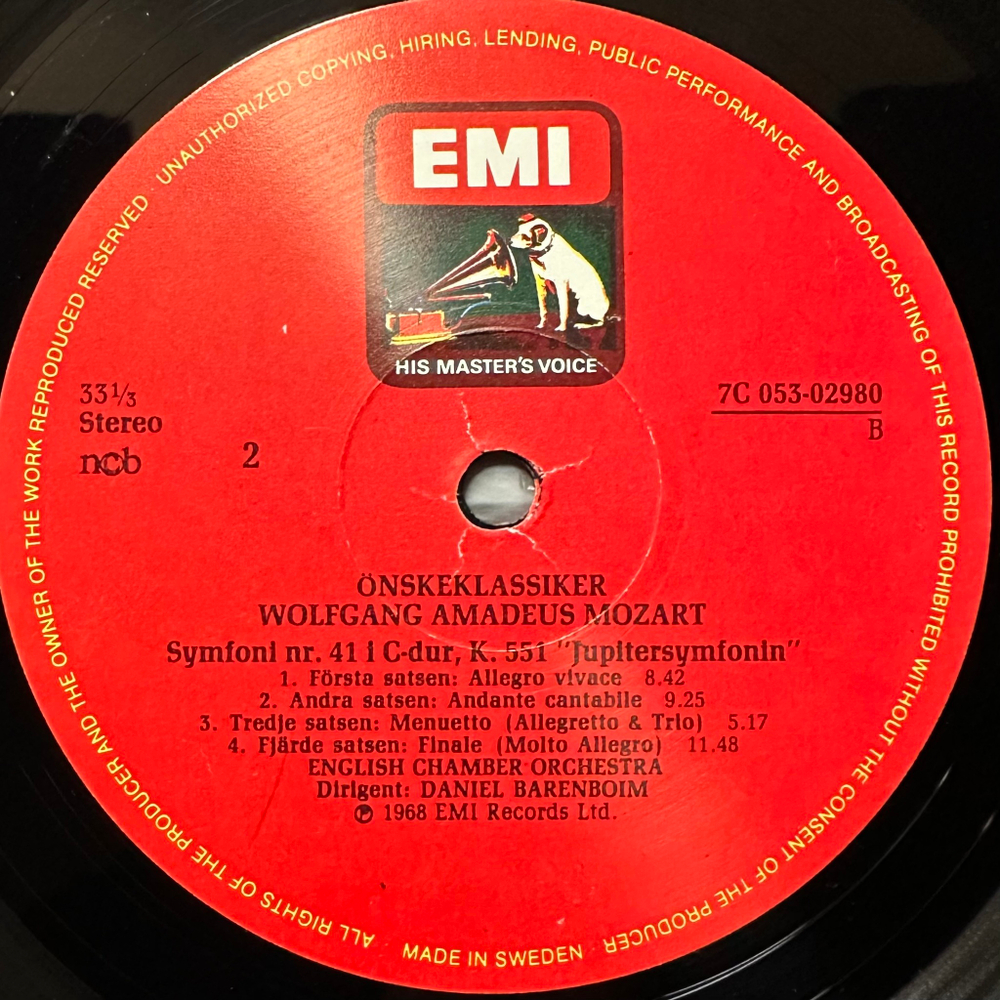 UNAUTHORIZED COPYING, HIRING, LENDING, PUBLIC PERFORMANCE AND BROADCASTING OF THIS RECORD PROHIBITED WITHOUT THE CONSENT OF THE PRODUCER
EMI
HIS MASTER'S VOICE
33⅓
Stereo
ncb
2
7C 053-02980
B
ÖNSKEKLASSIKER
WOLFGANG AMADEUS MOZART
Symfoni nr. 41 i C-dur, K. 551 "Jupitersymfonin"
1. Första satsen: Allegro vivace 8.42
2. Andra satsen: Andante cantabile 9.25
3. Tredje satsen: Menuetto (Allegretto & Trio) 5.17
4. Fjärde satsen: Finale (Molto Allegro) 11.48
ENGLISH CHAMBER ORCHESTRA
Dirigent: DANIEL BARENBOIM
℗ 1968 EMI Records Ltd.
MADE IN SWEDEN
ALL RIGHTS OF THE PRODUCER AND THE OWNER OF THE WORK REPRODUCED RESERVED